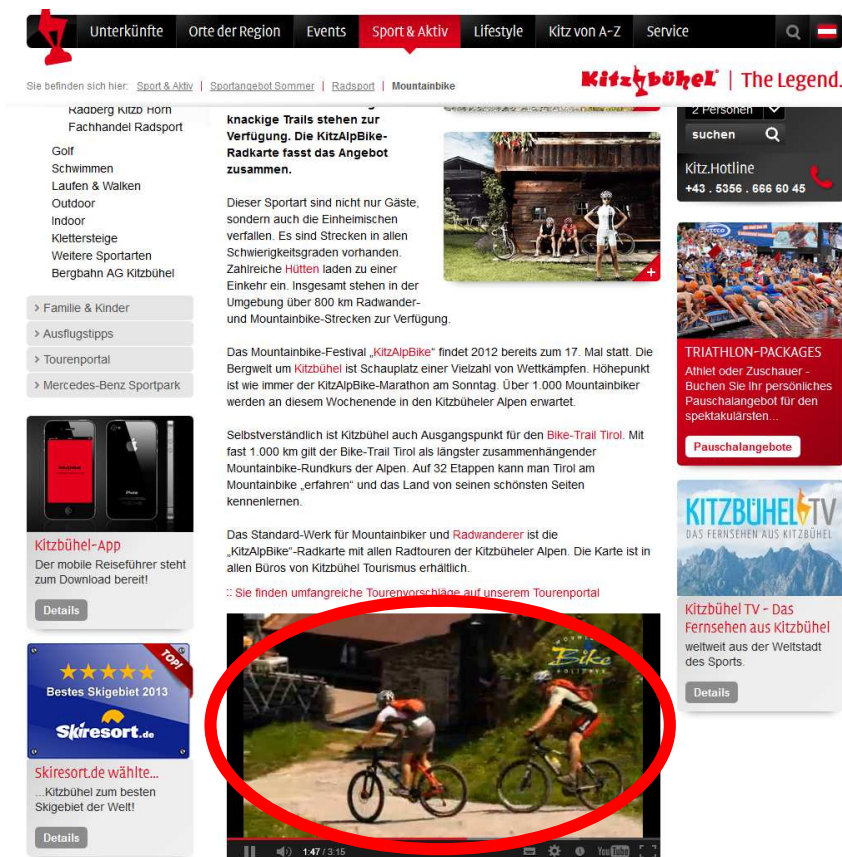 Unterkünfte Orte der Region Events Sport & Aktiv Lifestyle Kitz von A-Z Service
Sie befinden sich hier: Sport & Aktiv | Sportangebot Sommer | Radsport | Mountainbike
Kitzbühel | The Legend.
Radberg Kitzb Horn
Fachhandel Radsport
Golf
Schwimmen
Laufen & Walken
Outdoor
Indoor
Klettersteige
Weitere Sportarten
Bergbahn AG Kitzbühel
> Familie & Kinder
> Ausflugstipps
> Tourenportal
> Mercedes-Benz Sportpark
Kitzbühel-App
Der mobile Reiseführer steht
zum Download bereit!
Details
TOP!
Bestes Skigebiet 2013
Skiresort.de
Skiresort.de wählte...
...Kitzbühel zum besten
Skigebiet der Welt!
Details
knackige Trails stehen zur
Verfügung. Die KitzAlpBike-
Radkarte fasst das Angebot
zusammen.
Dieser Sportart sind nicht nur Gäste,
sondern auch die Einheimischen
verfallen. Es sind Strecken in allen
Schwierigkeitsgraden vorhanden.
Zahlreiche Hütten laden zu einer
Einkehr ein. Insgesamt stehen in der
Umgebung über 800 km Radwander-
und Mountainbike-Strecken zur Verfügung.
+
Das Mountainbike-Festival „KitzAlpBike“ findet 2012 bereits zum 17. Mal statt. Die
Bergwelt um Kitzbühel ist Schauplatz einer Vielzahl von Wettkämpfen. Höhepunkt
ist wie immer der KitzAlpBike-Marathon am Sonntag. Über 1.000 Mountainbiker
werden an diesem Wochenende in den Kitzbüheler Alpen erwartet.
Selbstverständlich ist Kitzbühel auch Ausgangspunkt für den Bike-Trail Tirol. Mit
fast 1.000 km gilt der Bike-Trail Tirol als längster zusammenhängender
Mountainbike-Rundkurs der Alpen. Auf 32 Etappen kann man Tirol am
Mountainbike „erfahren“ und das Land von seinen schönsten Seiten
kennenlernen.
Das Standard-Werk für Mountainbiker und Radwanderer ist die
„KitzAlpBike“-Radkarte mit allen Radtouren der Kitzbüheler Alpen. Die Karte ist in
allen Büros von Kitzbühel Tourismus erhältlich.
:: Sie finden umfangreiche Tourenvorschläge auf unserem Tourenportal
Bike
1:47 / 3:15
YouTube
2 Personen
suchen
Kitz.Hotline
+43 . 5356 . 666 60 45
TRIATHLON-PACKAGES
Athlet oder Zuschauer -
Buchen Sie Ihr persönliches
Pauschalangebot für den
spektakulärsten...
Pauschalangebote
KITZBÜHEL TV
DAS FERNSEHEN AUS KITZBÜHEL
Kitzbühel TV - Das
Fernsehen aus Kitzbühel
weltweit aus der Weltstadt
des Sports.
Details